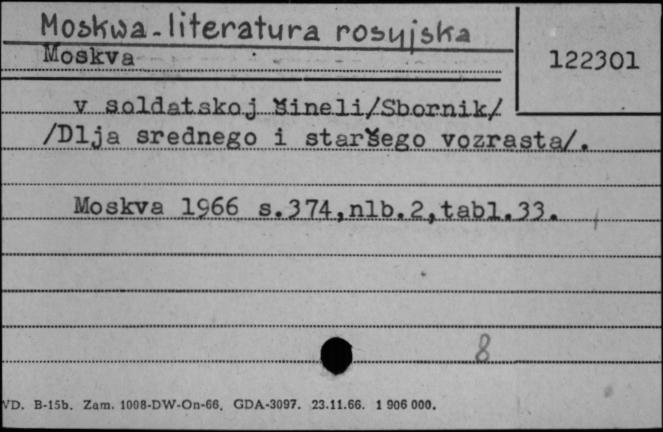 Moskwa-literatura rosyjska
Moskva
122301
v soldatskoj šineli/Sbornik/
/Dlja srednego i staršego vozrasta/.
Moskva 1966 s.374,nlb.2,tabl.33.
8
VD. B-15b. Zam. 1008-DW-On-66. GDA-3097. 23.11.66. 1 906 000.